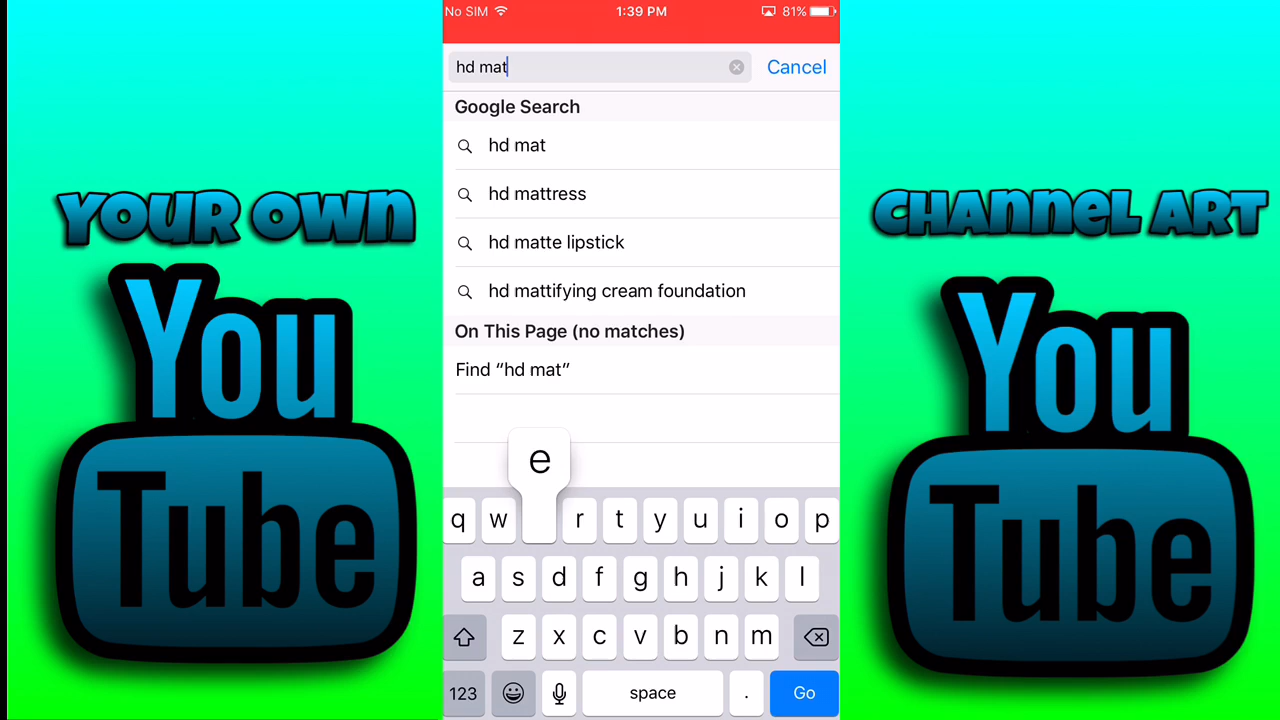 No SIM 1:39 PM 81%
hd mat Cancel
Google Search
hd mat
hd mattress
hd matte lipstick
hd mattifying cream foundation
On This Page (no matches)
Find “hd mat”
e
q w r t y u i o p
a s d f g h j k l
z x c v b n m
123 space . Go
YOUR OWN
You
Tube
CHANNEL ART
You
Tube